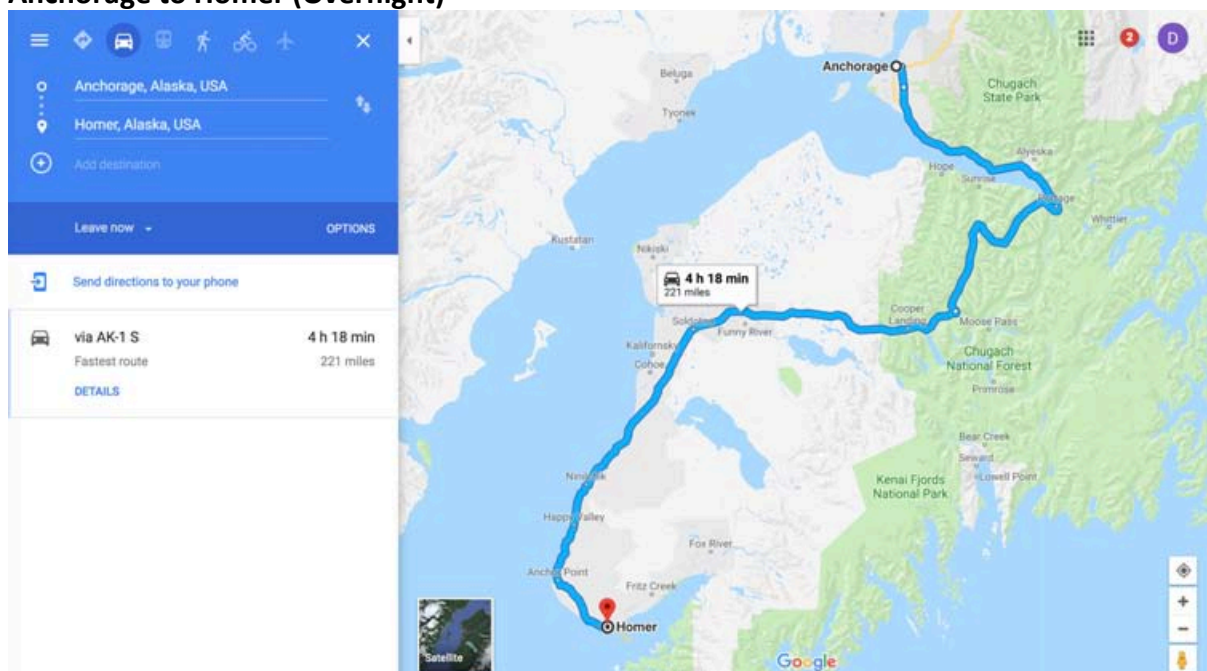 Anchorage to Homer (Overnight)
Anchorage, Alaska, USA
Homer, Alaska, USA
Add destination
Leave now
OPTIONS
Send directions to your phone
via AK-1 S
4 h 18 min
Fastest route
221 miles
DETAILS
2
D
Anchorage
Beluga
Chugach
State Park
Tyonek
Alyeska
Hope
Sunrise
Portage
Whittier
Kustatan
Nikiski
4 h 18 min
221 miles
Soldotna
Funny River
Cooper
Landing
Moose Pass
Kalifornsky
Cohoe
Chugach
National Forest
Primrose
Bear Creek
Seward
Lowell Point
Kenai Fjords
National Park
Ninilchik
Happy Valley
Fox River
Anchor Point
Fritz Creek
Homer
Satellite
Google